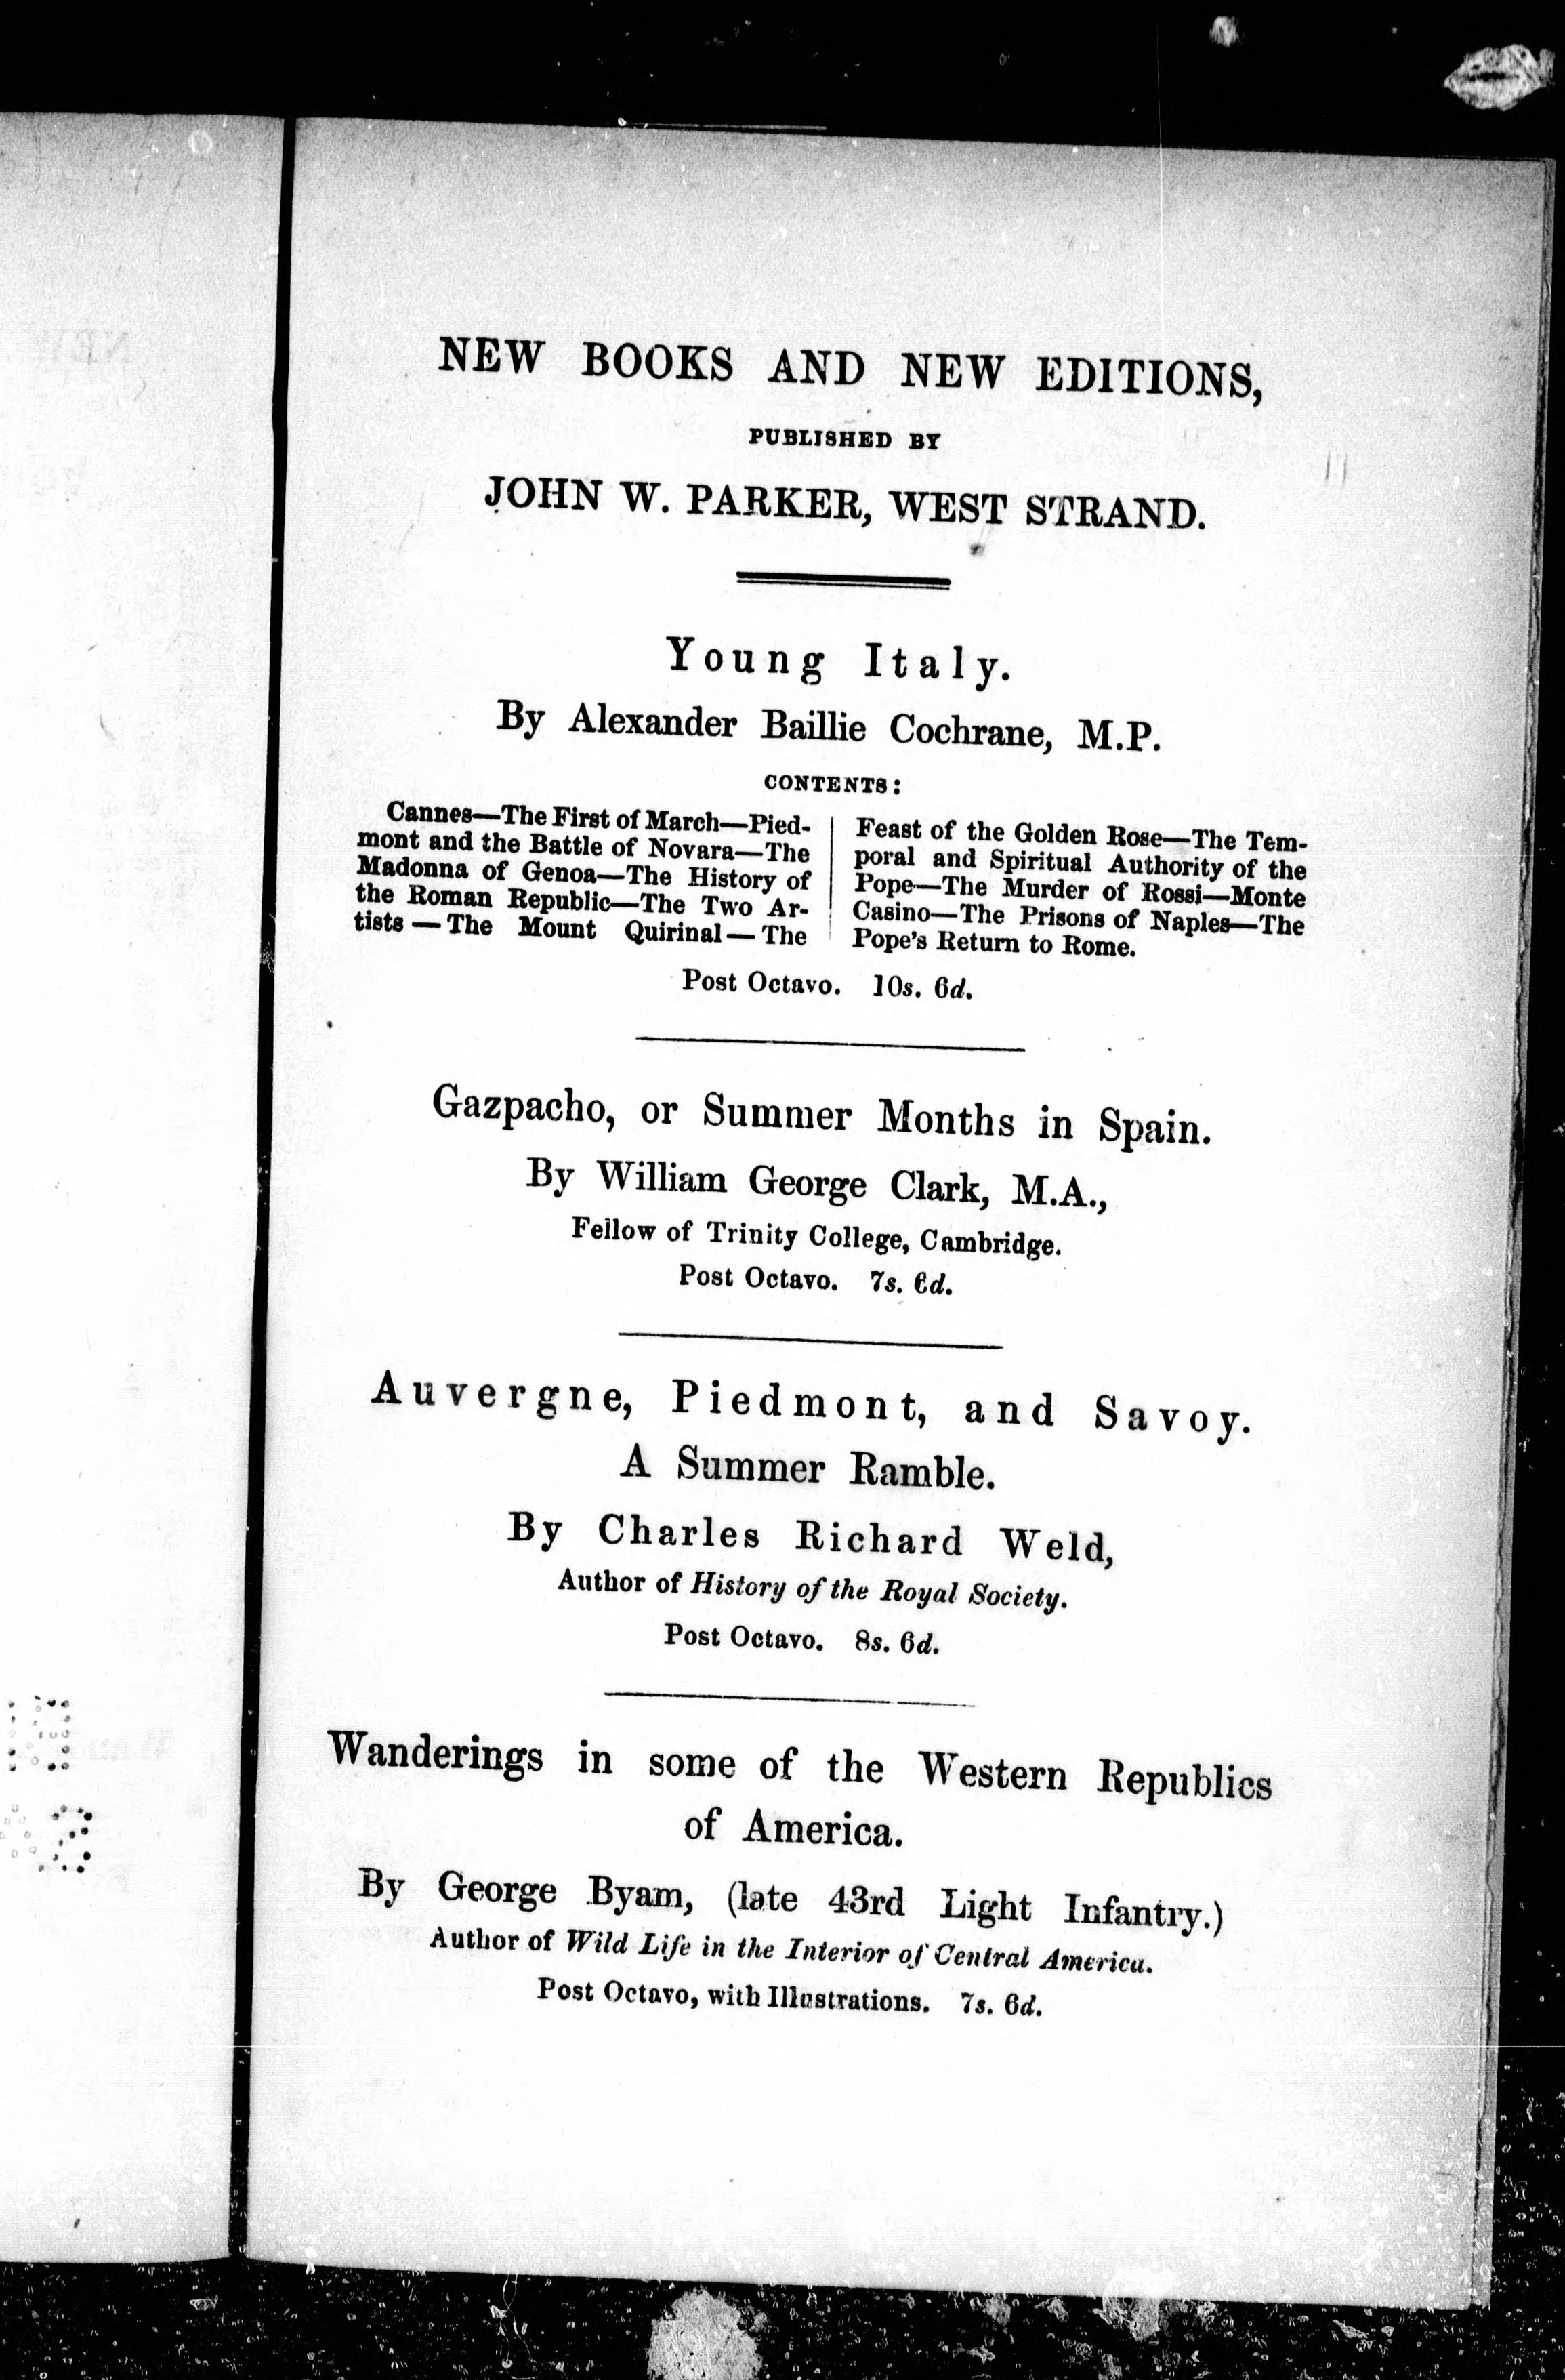 NEW BOOKS AND NEW EDITIONS,
PUBLISHED BY
JOHN W. PARKER, WEST STRAND.
Young Italy.
By Alexander Baillie Cochrane, M.P.
CONTENTS:
Cannes—The First of March—Pied-
mont and the Battle of Novara—The
Madonna of Genoa—The History of
the Roman Republic—The Two Ar-
tists — The Mount Quirinal — The
Feast of the Golden Rose—The Tem-
poral and Spiritual Authority of the
Pope—The Murder of Rossi—Monte
Casino—The Prisons of Naples—The
Pope's Return to Rome.
Post Octavo. 10s. 6d.
Gazpacho, or Summer Months in Spain.
By William George Clark, M.A.,
Fellow of Trinity College, Cambridge.
Post Octavo. 7s. 6d.
Auvergne, Piedmont, and Savoy.
A Summer Ramble.
By Charles Richard Weld,
Author of History of the Royal Society.
Post Octavo. 8s. 6d.
Wanderings in some of the Western Republics
of America.
By George Byam, (late 43rd Light Infantry.)
Author of Wild Life in the Interior of Central America.
Post Octavo, with Illustrations. 7s. 6d.